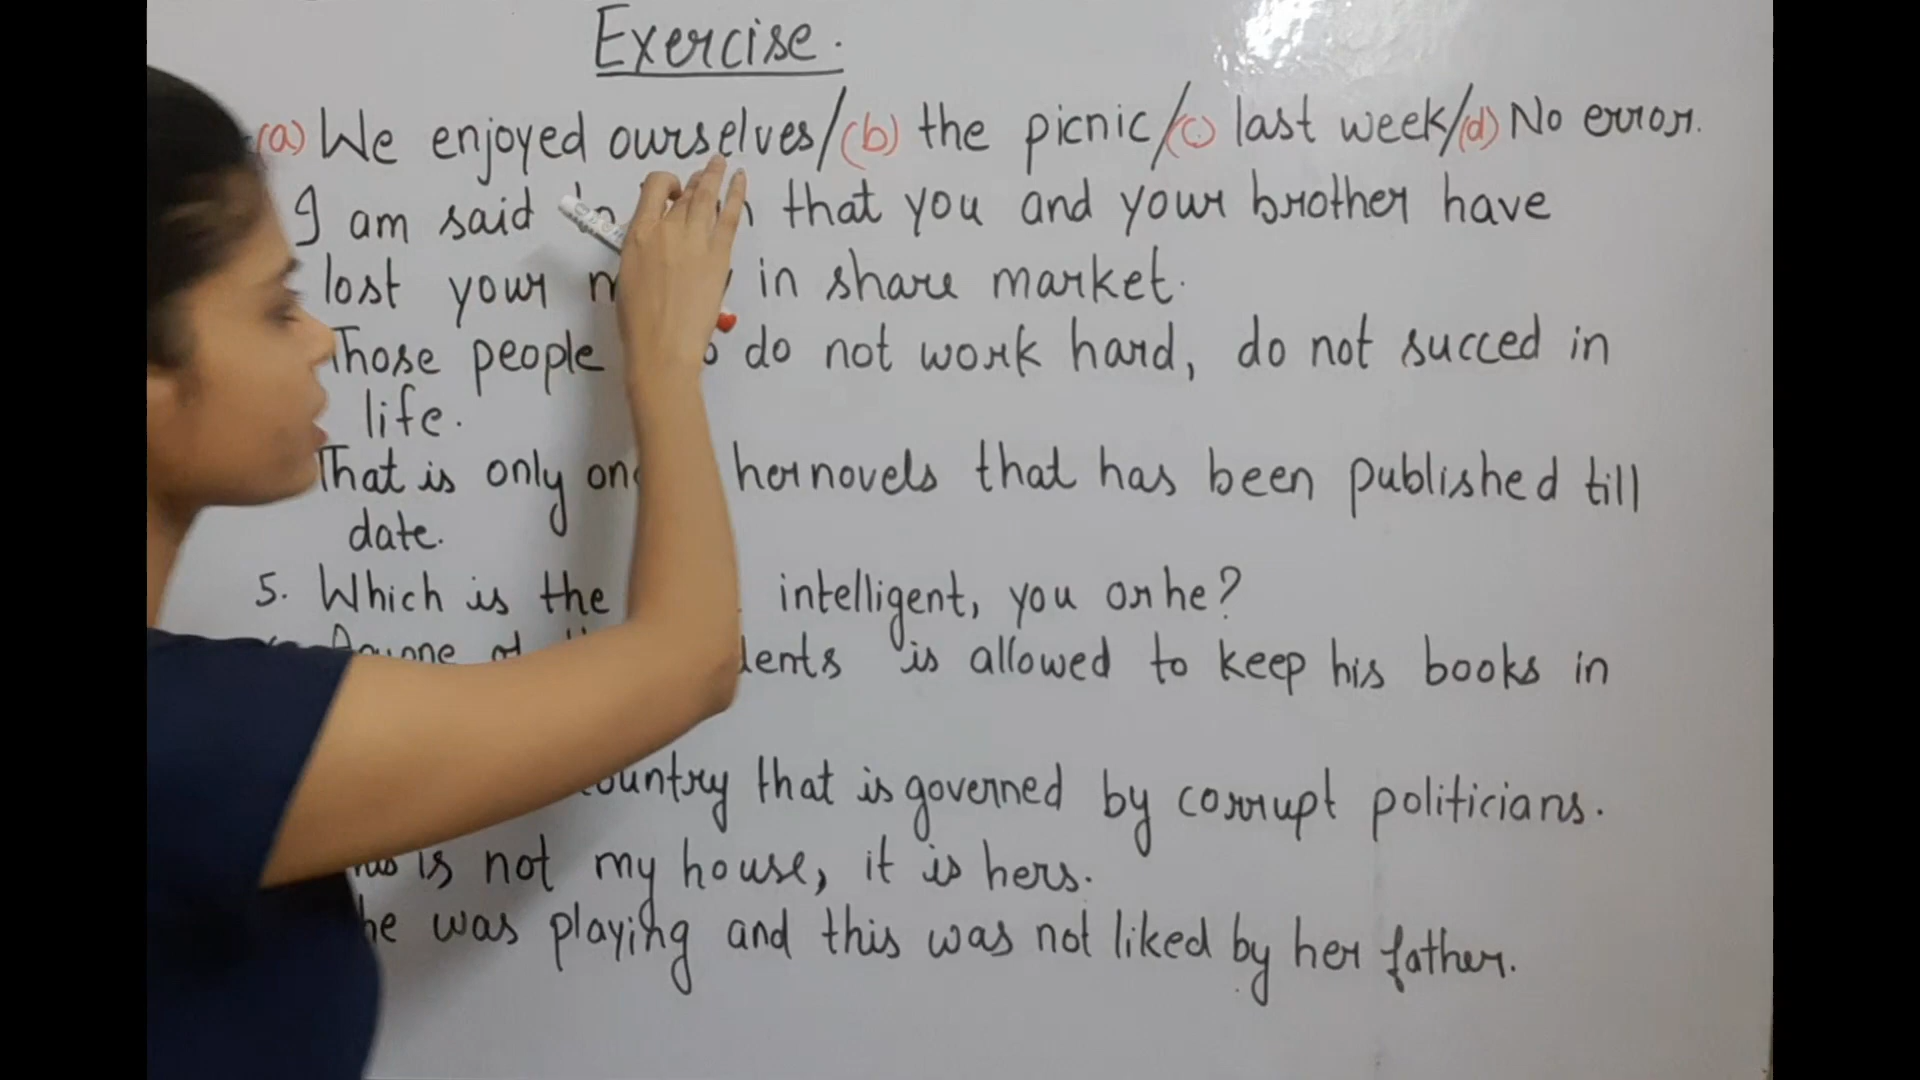 Exercise.
(a) We enjoyed ourselves/(b) the picnic/(c) last week/(d) No error.
I am said that you and your brother have
lost your in share market.
Those people do not work hard, do not succed in
life.
That is only her novels that has been published till
date.
5. Which is the intelligent, you or he?
is allowed to keep his books in
that is governed by corrupt politicians.
is not my house, it is hers.
was playing and this was not liked by her father.